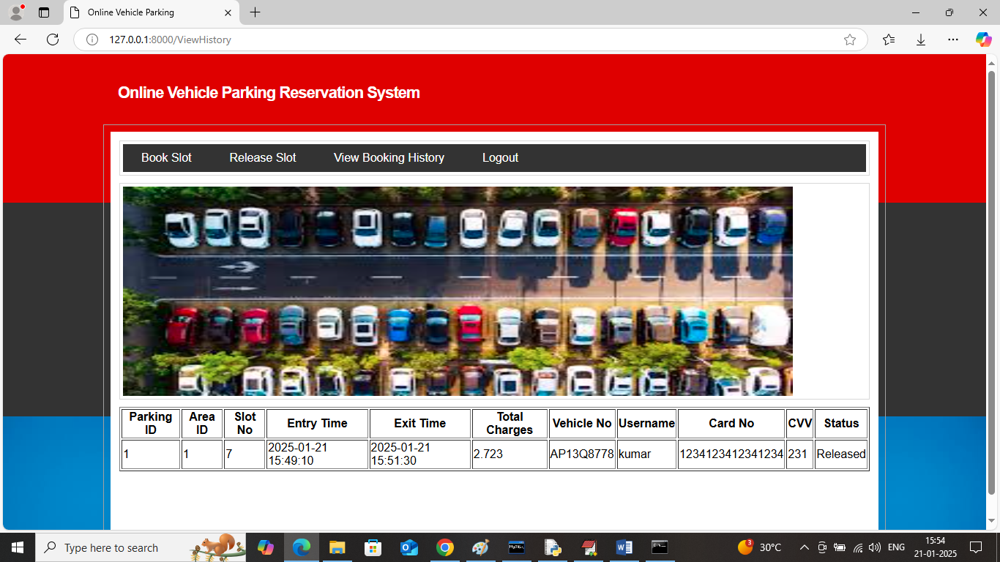 Online Vehicle Parking
127.0.0.1:8000/ViewHistory
Online Vehicle Parking Reservation System
Book Slot Release Slot View Booking History Logout
Parking ID Area ID Slot No Entry Time Exit Time Total Charges Vehicle No Username Card No CVV Status
1 1 7 2025-01-21 15:49:10 2025-01-21 15:51:30 2.723 AP13Q8778 kumar 1234123412341234 231 Released
Type here to search 3 30°C ENG 15:54
21-01-2025